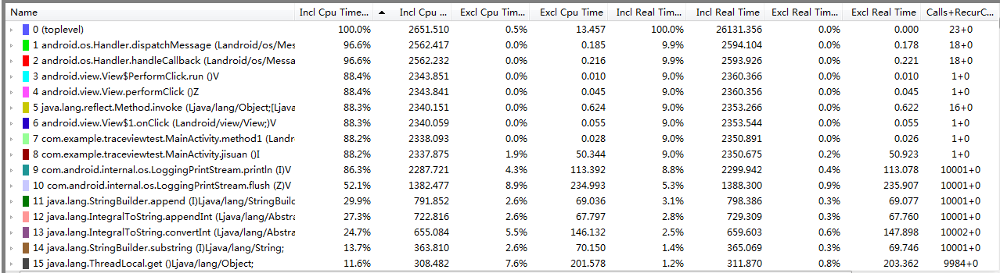 Name Incl Cpu Time... Incl Cpu ... Excl Cpu Tim... Excl Cpu Time Incl Real Tim... Incl Real Time Excl Real Tim... Excl Real Time Calls+RecurC...
0 (toplevel) 100.0% 2651.510 0.5% 13.457 100.0% 26131.356 0.0% 0.000 23+0
1 android.os.Handler.dispatchMessage (Landroid/os/Mes 96.6% 2562.417 0.0% 0.185 9.9% 2594.104 0.0% 0.178 18+0
2 android.os.Handler.handleCallback (Landroid/os/Messa 96.6% 2562.232 0.0% 0.216 9.9% 2593.926 0.0% 0.221 18+0
3 android.view.View$PerformClick.run ()V 88.4% 2343.851 0.0% 0.010 9.0% 2360.366 0.0% 0.010 1+0
4 android.view.View.performClick ()Z 88.4% 2343.841 0.0% 0.045 9.0% 2360.356 0.0% 0.045 1+0
5 java.lang.reflect.Method.invoke (Ljava/lang/Object;[Ljava 88.3% 2340.151 0.0% 0.624 9.0% 2353.266 0.0% 0.622 16+0
6 android.view.View$1.onClick (Landroid/view/View;)V 88.3% 2340.059 0.0% 0.055 9.0% 2353.544 0.0% 0.055 1+0
7 com.example.traceviewtest.MainActivity.method1 (Landr 88.2% 2338.093 0.0% 0.028 9.0% 2350.891 0.0% 0.026 1+0
8 com.example.traceviewtest.MainActivity.jisuan ()I 88.2% 2337.875 1.9% 50.344 9.0% 2350.675 0.2% 50.923 1+0
9 com.android.internal.os.LoggingPrintStream.println (I)V 86.3% 2287.721 4.3% 113.392 8.8% 2299.942 0.4% 113.078 10001+0
10 com.android.internal.os.LoggingPrintStream.flush (Z)V 52.1% 1382.477 8.9% 234.993 5.3% 1388.300 0.9% 235.907 10001+0
11 java.lang.StringBuilder.append (I)Ljava/lang/StringBuilc 29.9% 791.852 2.6% 69.036 3.1% 798.386 0.3% 69.077 10001+0
12 java.lang.IntegralToString.appendInt (Ljava/lang/Abstra 27.3% 722.816 2.6% 67.797 2.8% 729.309 0.3% 67.760 10001+0
13 java.lang.IntegralToString.convertInt (Ljava/lang/Abstra 24.7% 655.084 5.5% 146.132 2.5% 659.603 0.6% 147.898 10002+0
14 java.lang.StringBuilder.substring (I)Ljava/lang/String; 13.7% 363.810 2.6% 70.150 1.4% 365.069 0.3% 69.746 10001+0
15 java.lang.ThreadLocal.get ()Ljava/lang/Object; 11.6% 308.482 7.6% 201.578 1.2% 311.870 0.8% 203.362 9984+0